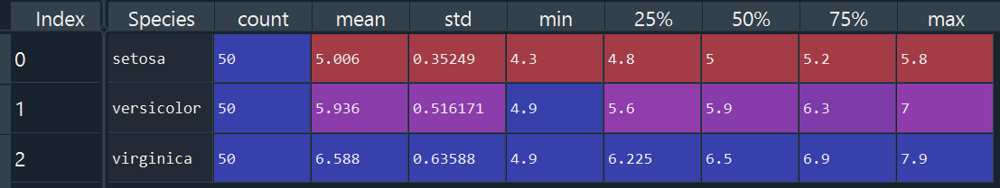 Index Species count mean std min 25% 50% 75% max
0 setosa 50 5.006 0.35249 4.3 4.8 5 5.2 5.8
1 versicolor 50 5.936 0.516171 4.9 5.6 5.9 6.3 7
2 virginica 50 6.588 0.63588 4.9 6.225 6.5 6.9 7.9